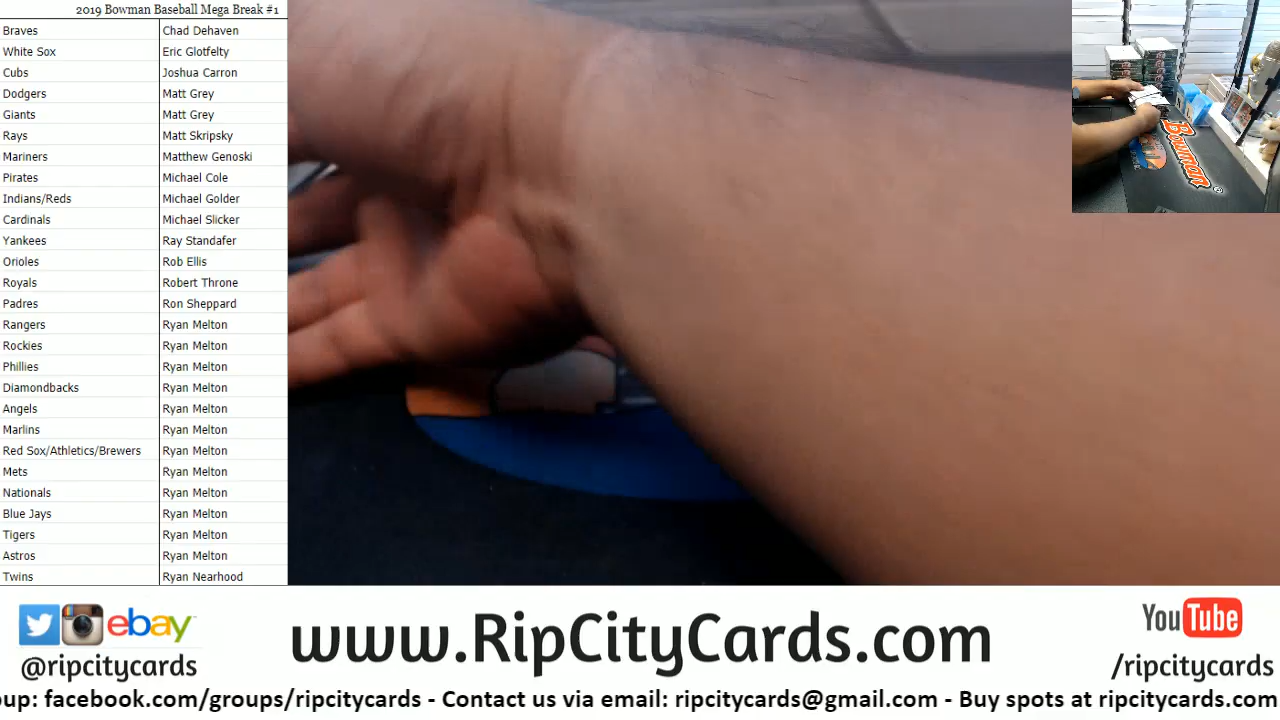 2019 Bowman Baseball Mega Break #1
Braves Chad Dehaven
White Sox Eric Glotfelty
Cubs Joshua Carron
Dodgers Matt Grey
Giants Matt Grey
Rays Matt Skripsky
Mariners Matthew Genoski
Pirates Michael Cole
Indians/Reds Michael Golder
Cardinals Michael Slicker
Yankees Ray Standafer
Orioles Rob Ellis
Royals Robert Throne
Padres Ron Sheppard
Rangers Ryan Melton
Rockies Ryan Melton
Phillies Ryan Melton
Diamondbacks Ryan Melton
Angels Ryan Melton
Marlins Ryan Melton
Red Sox/Athletics/Brewers Ryan Melton
Mets Ryan Melton
Nationals Ryan Melton
Blue Jays Ryan Melton
Tigers Ryan Melton
Astros Ryan Melton
Twins Ryan Nearhood
Bowman
ebay
@ripcitycards
www.RipCityCards.com
YouTube
/ripcitycards
oup: facebook.com/groups/ripcitycards - Contact us via email: ripcitycards@gmail.com - Buy spots at ripcitycards.com